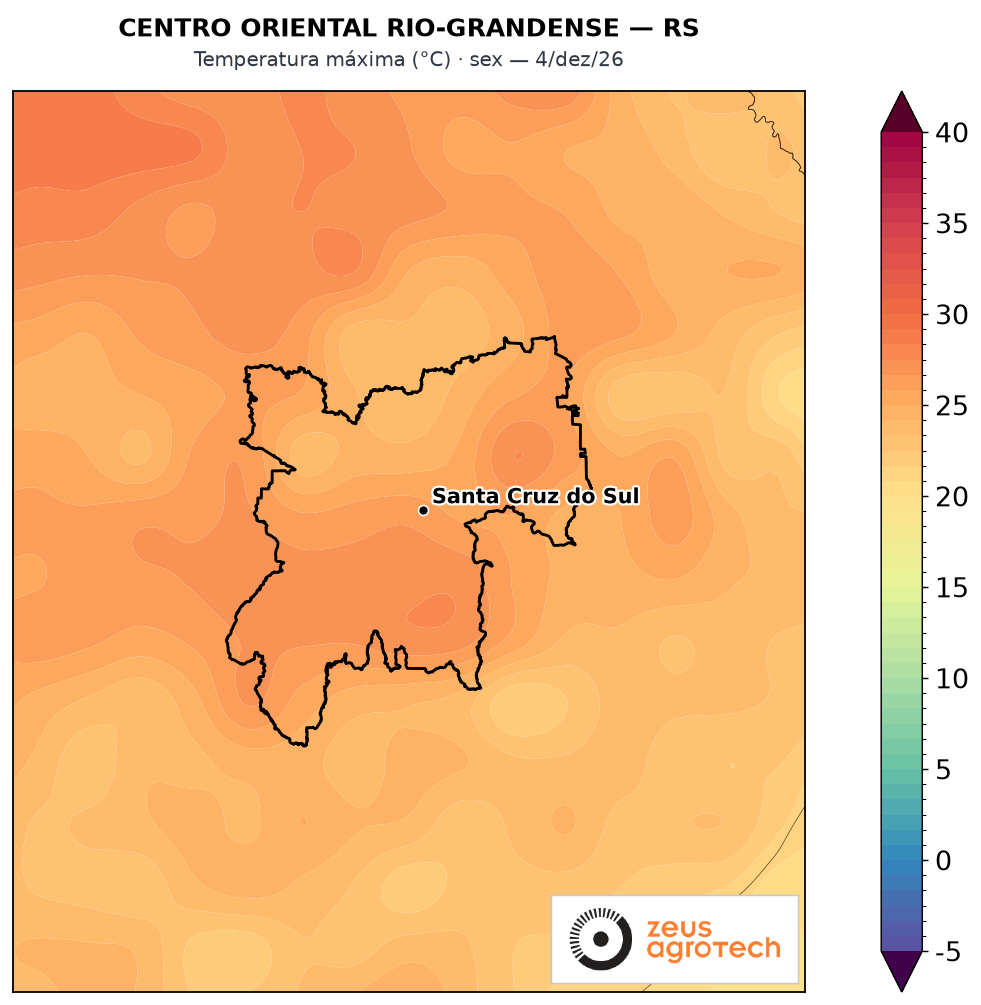 CENTRO ORIENTAL RIO-GRANDENSE — RS
Temperatura máxima (°C) · sex — 4/dez/26
40
35
30
25
20
15
10
5
0
-5
Santa Cruz do Sul
zeus
agrotech